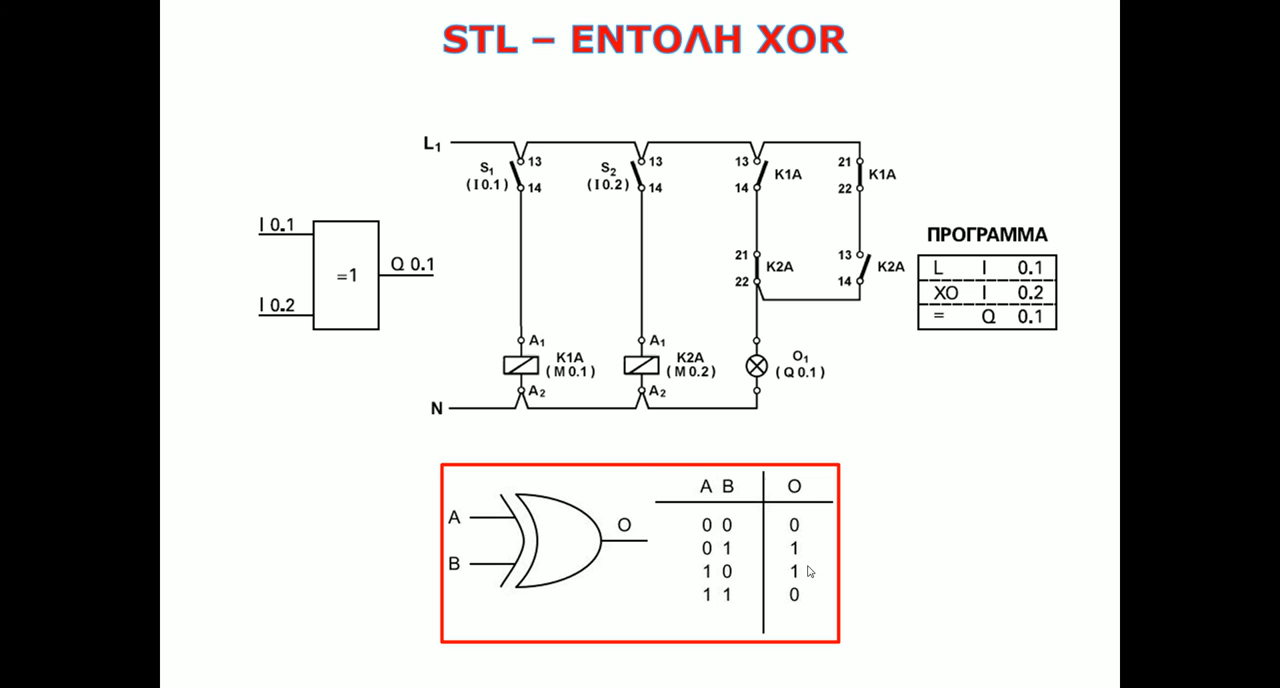 STL – ΕΝΤΟΛΗ XOR
L₁
S₁
(I 0.1)
13
14
S₂
(I 0.2)
13
14
13
14
K1A
21
22
K1A
21
22
K2A
13
14
K2A
I 0.1
I 0.2
=1
Q 0.1
A₁
A₂
K1A
(M 0.1)
A₁
A₂
K2A
(M 0.2)
O₁
(Q 0.1)
N
ΠΡΟΓΡΑΜΜΑ
L I 0.1
XO I 0.2
= Q 0.1
A
B
O
A B O
0 0 0
0 1 1
1 0 1
1 1 0